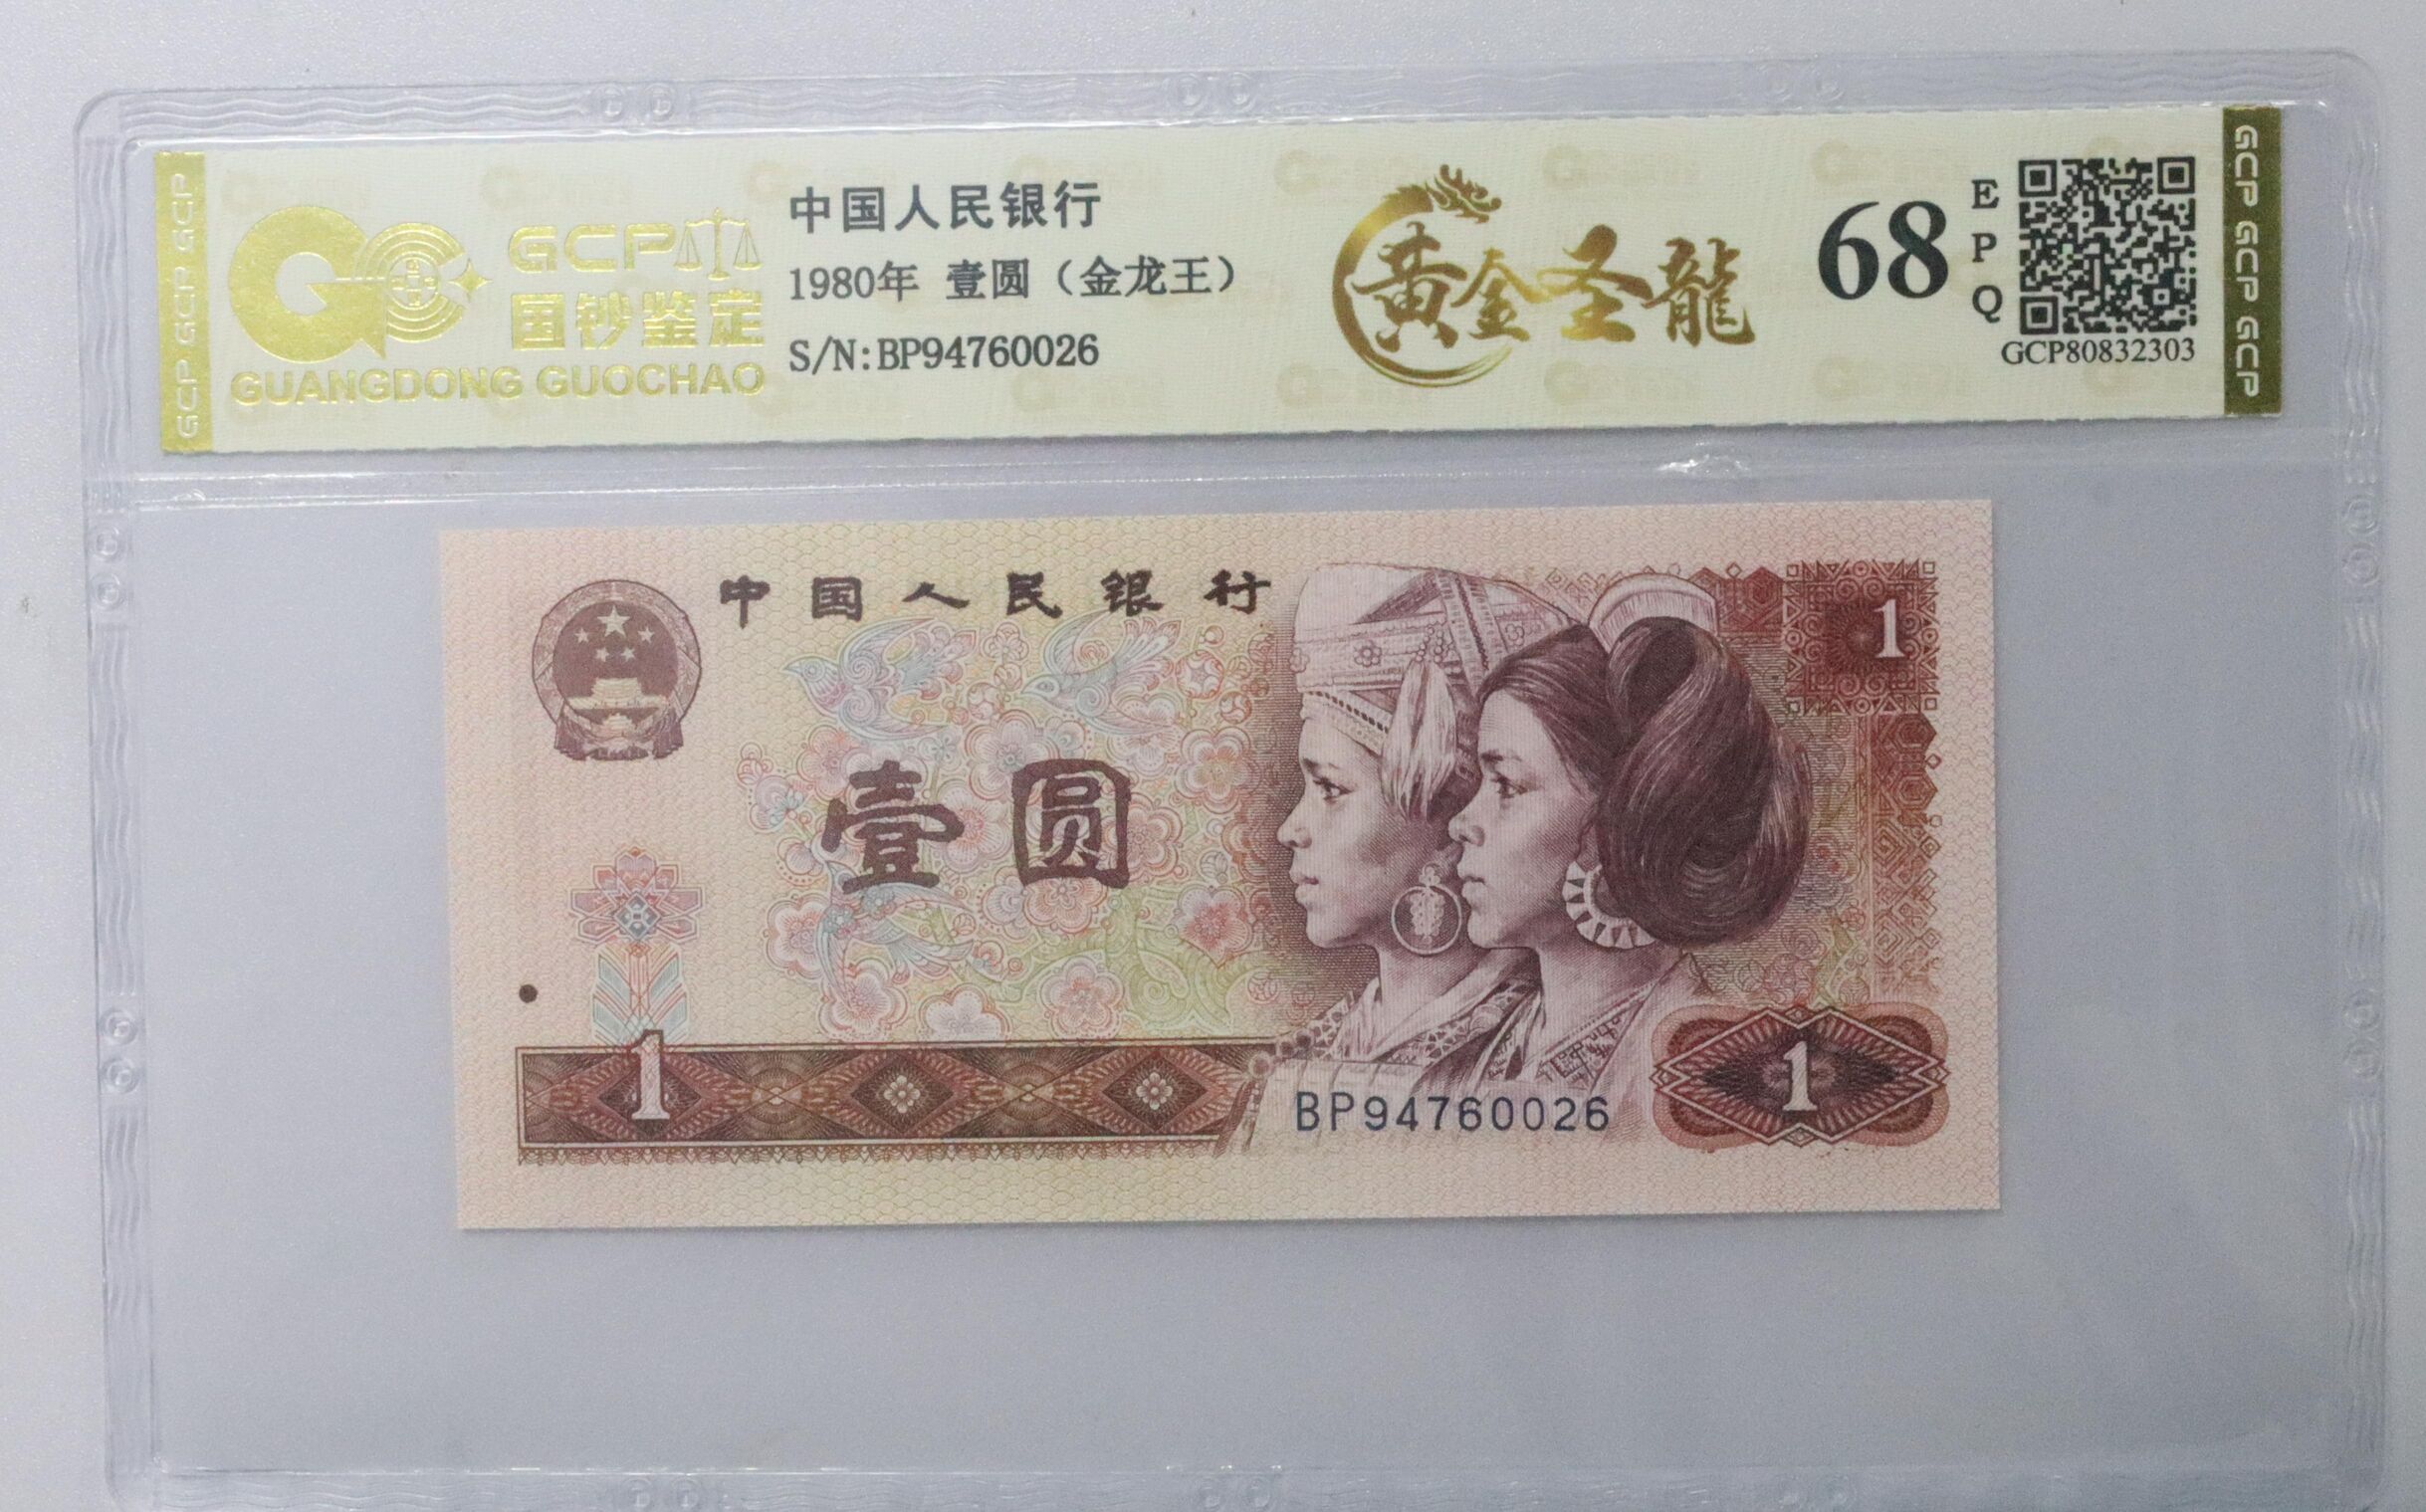 GCP GCP GCP
GCP
国钞鉴定
GUANGDONG GUOCHAO
中国人民银行
1980年 壹圆（金龙王）
S/N:BP94760026
黄金圣龍
68
EPQ
GCP80832303
GCP GCP GCP GCP
中国人民银行
1
壹圆
1
BP94760026
1